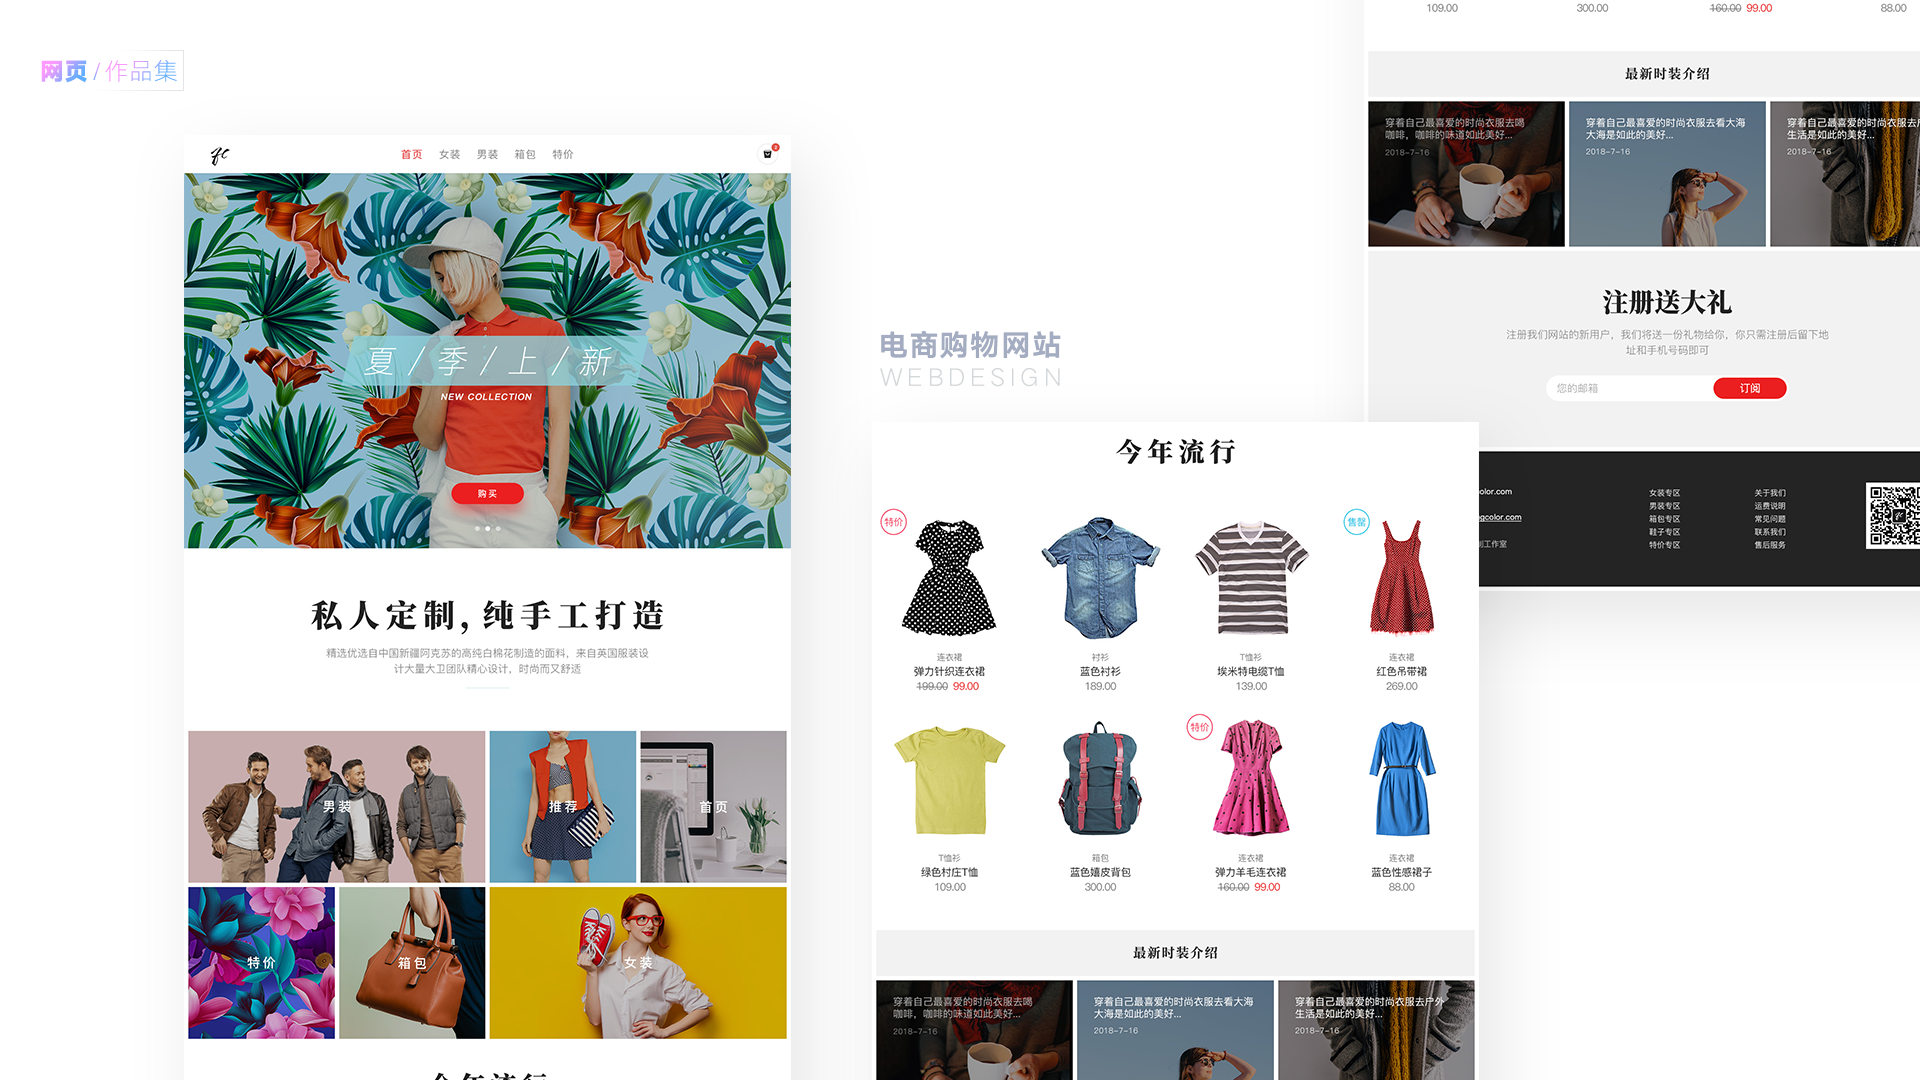 网页 / 作品集
首页 女装 男装 箱包 特价
2
夏 / 季 / 上 / 新
NEW COLLECTION
购买
私人定制, 纯手工打造
精选优选自中国新疆阿克苏的高纯白棉花制造的面料，来自英国服装设
计大量大卫团队精心设计，时尚而又舒适
男装
推荐
首页
特价
箱包
女装
今年流行
电商购物网站
WEBDESIGN
今年流行
特价
售罄
连衣裙 衬衫 T恤衫 连衣裙
弹力针织连衣裙 蓝色衬衫 埃米特电缆T恤 红色吊带裙
199.00 99.00 189.00 139.00 269.00
特价
T恤衫 箱包 连衣裙 连衣裙
绿色村庄T恤 蓝色嬉皮背包 弹力羊毛连衣裙 蓝色性感裙子
109.00 300.00 160.00 99.00 88.00
最新时装介绍
穿着自己最喜爱的时尚衣服去喝
咖啡，咖啡的味道如此美好...
2018-7-16
穿着自己最喜爱的时尚衣服去看大海
大海是如此的美好...
2018-7-16
穿着自己最喜爱的时尚衣服去户外
生活是如此的美好...
2018-7-16
109.00 300.00 160.00 99.00 88.00
最新时装介绍
穿着自己最喜爱的时尚衣服去喝
咖啡，咖啡的味道如此美好...
2018-7-16
穿着自己最喜爱的时尚衣服去看大海
大海是如此的美好...
2018-7-16
穿着自己最喜爱的时尚衣服去
生活是如此的美好...
2018-7-16
注册送大礼
注册我们网站的新用户，我们将送一份礼物给你，你只需注册后留下地
址和手机号码即可
您的邮箱
订阅
olor.com
gcolor.com
工作室
女装专区
男装专区
箱包专区
鞋子专区
特价专区
关于我们
运费说明
常见问题
联系我们
售后服务